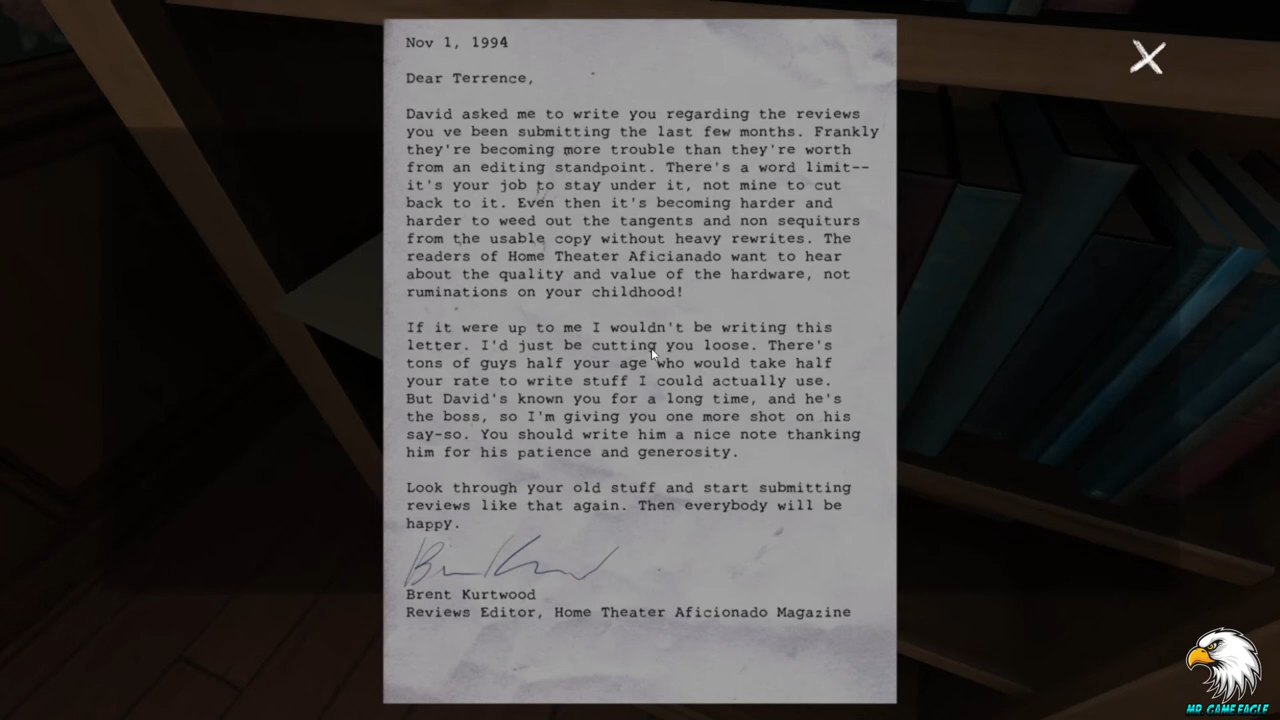 Nov 1, 1994
Dear Terrence,
David asked me to write you regarding the reviews
you ve been submitting the last few months. Frankly
they're becoming more trouble than they're worth
from an editing standpoint. There's a word limit--
it's your job to stay under it, not mine to cut
back to it. Even then it's becoming harder and
harder to weed out the tangents and non sequiturs
from the usable copy without heavy rewrites. The
readers of Home Theater Aficianado want to hear
about the quality and value of the hardware, not
ruminations on your childhood!
If it were up to me I wouldn't be writing this
letter. I'd just be cutting you loose. There's
tons of guys half your age who would take half
your rate to write stuff I could actually use.
But David's known you for a long time, and he's
the boss, so I'm giving you one more shot on his
say-so. You should write him a nice note thanking
him for his patience and generosity.
Look through your old stuff and start submitting
reviews like that again. Then everybody will be
happy.
Brent Kurtwood
Reviews Editor, Home Theater Aficionado Magazine
MR GAME EAGLE